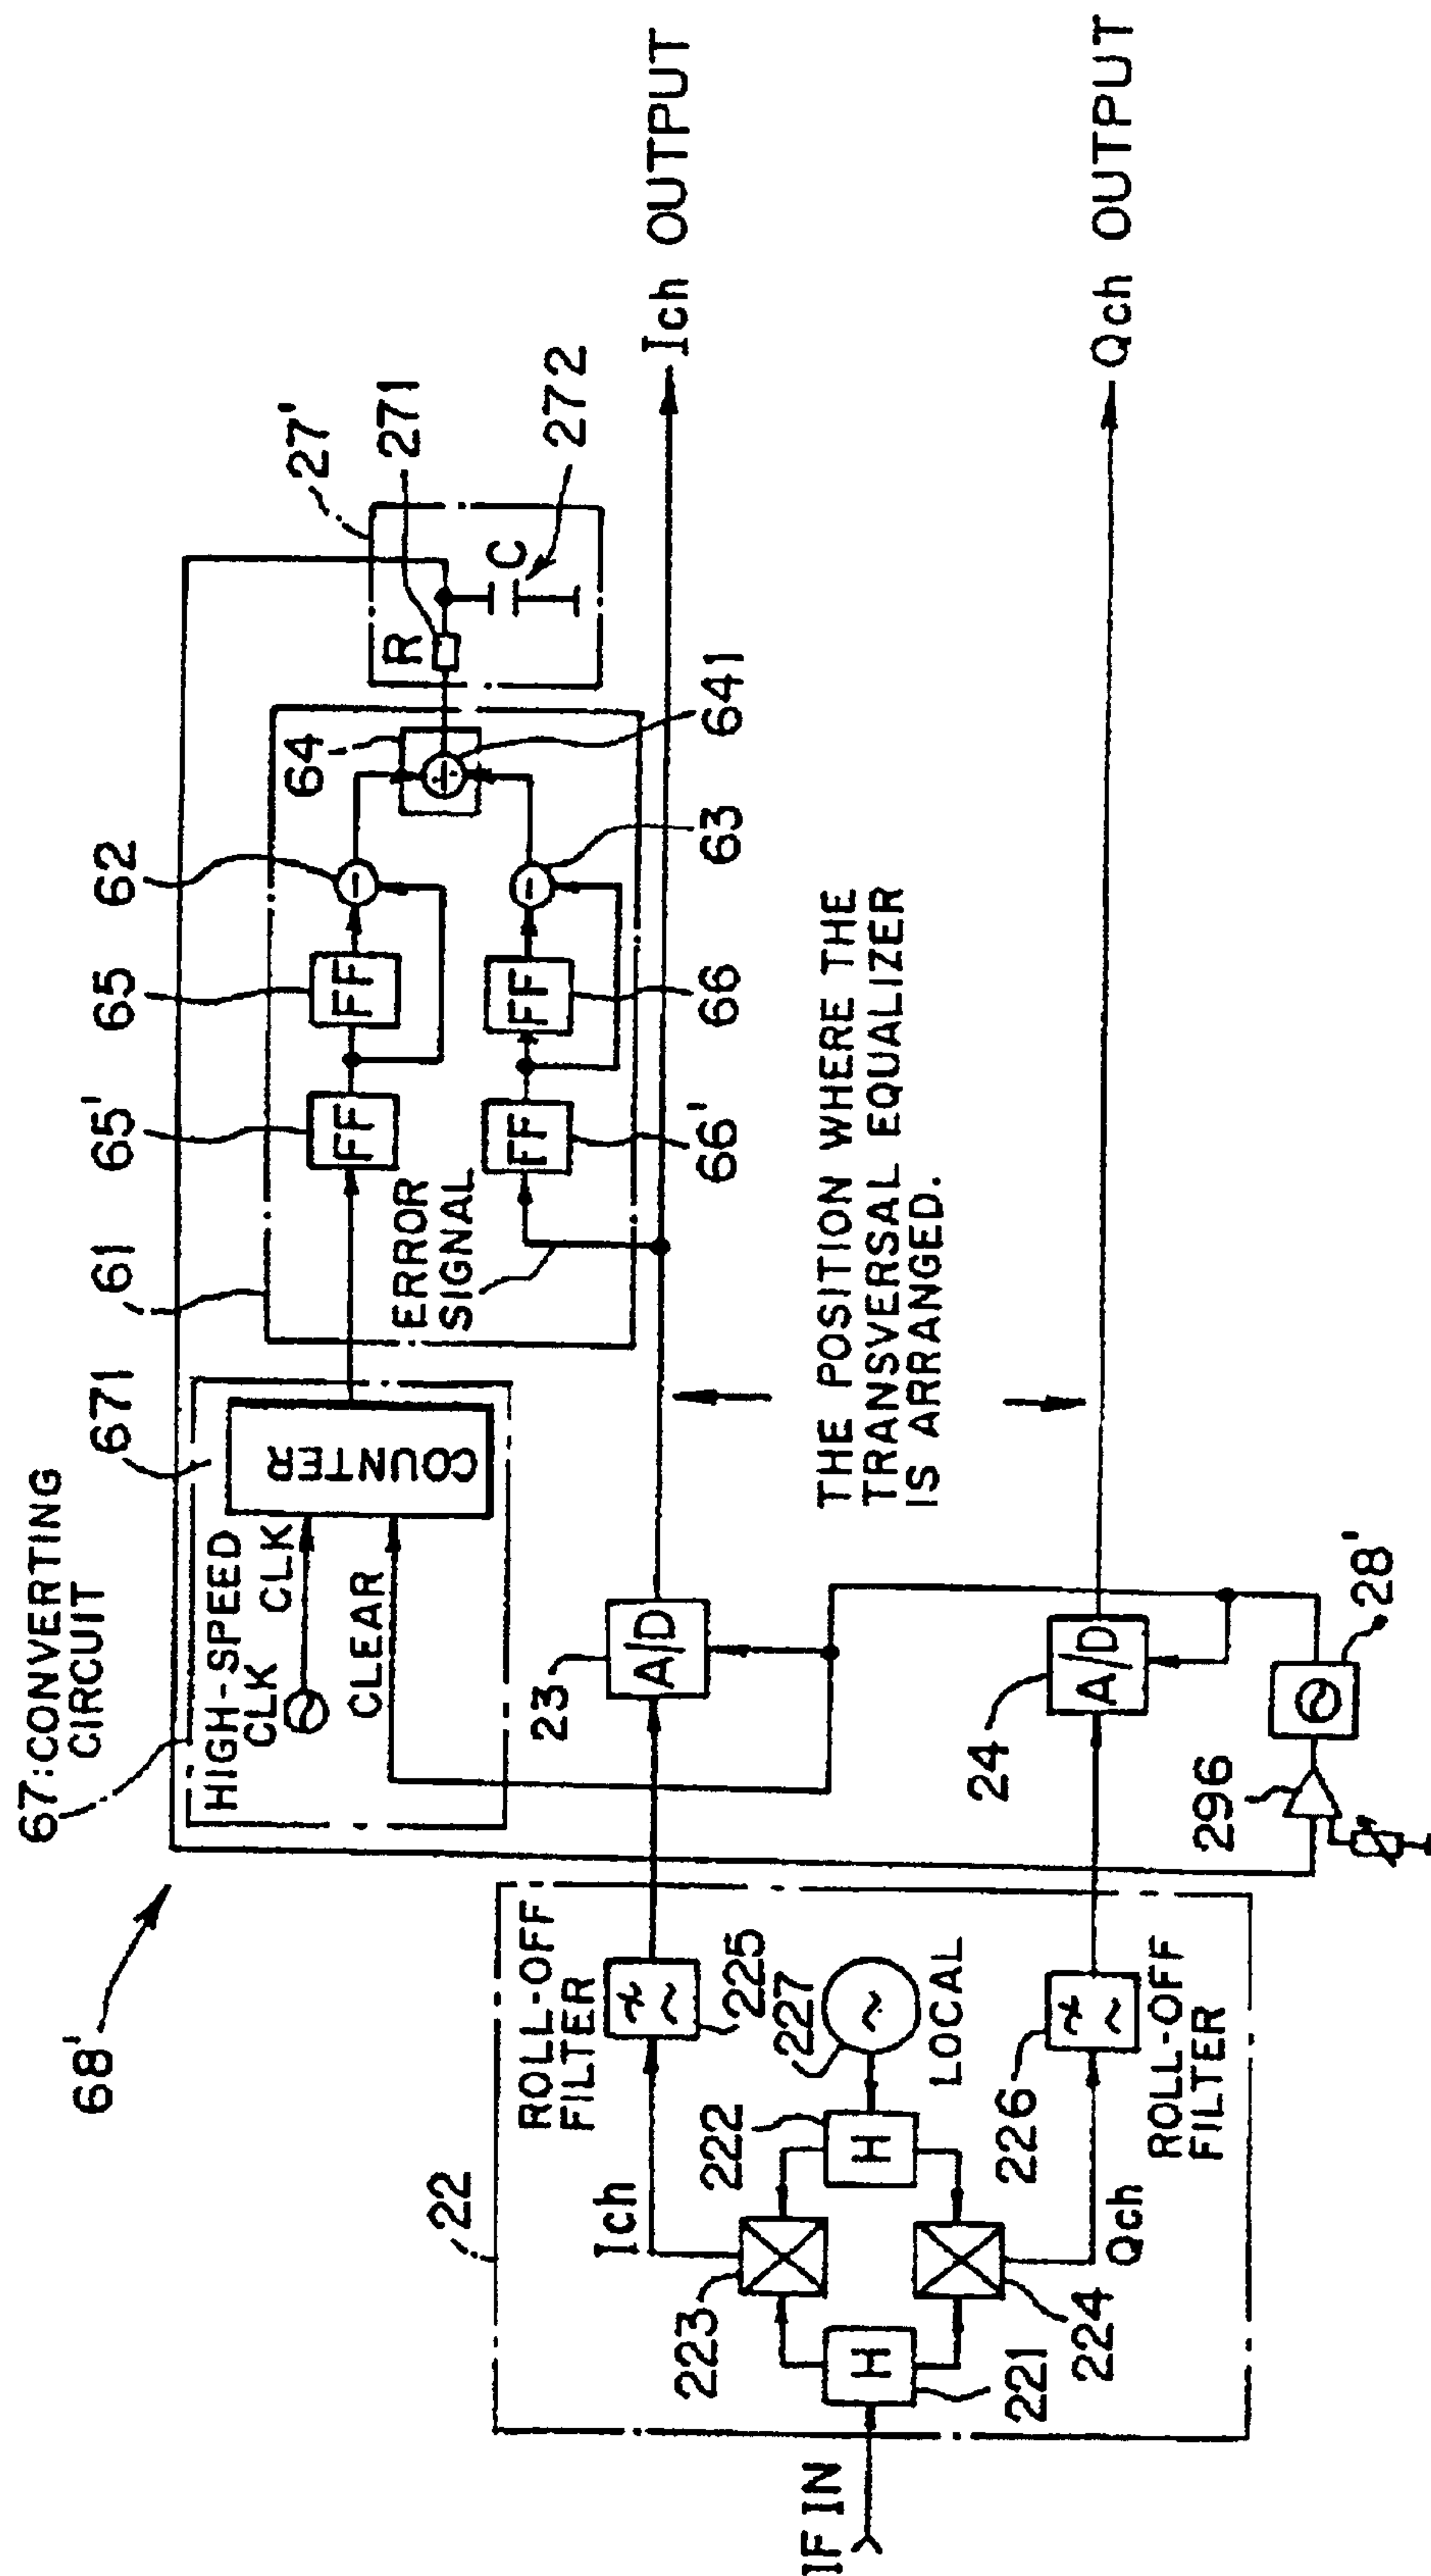 68'
67:CONVERTING
CIRCUIT
671
61
65'
65
62
HIGH-SPEED
CLK
CLK
CLEAR
COUNTER
ERROR
SIGNAL
FF
FF
FF
FF
66'
66
63
64
641
÷
-
-
27'
271
272
R
C
Ich OUTPUT
22
ROLL-OFF
FILTER
Ich
23
A/D
225
223
222
H
H
227
LOCAL
IF IN
221
224
226
Qch
ROLL-OFF
FILTER
24
A/D
296
28'
THE POSITION WHERE THE
TRANSVERSAL EQUALIZER
IS ARRANGED.
Qch OUTPUT